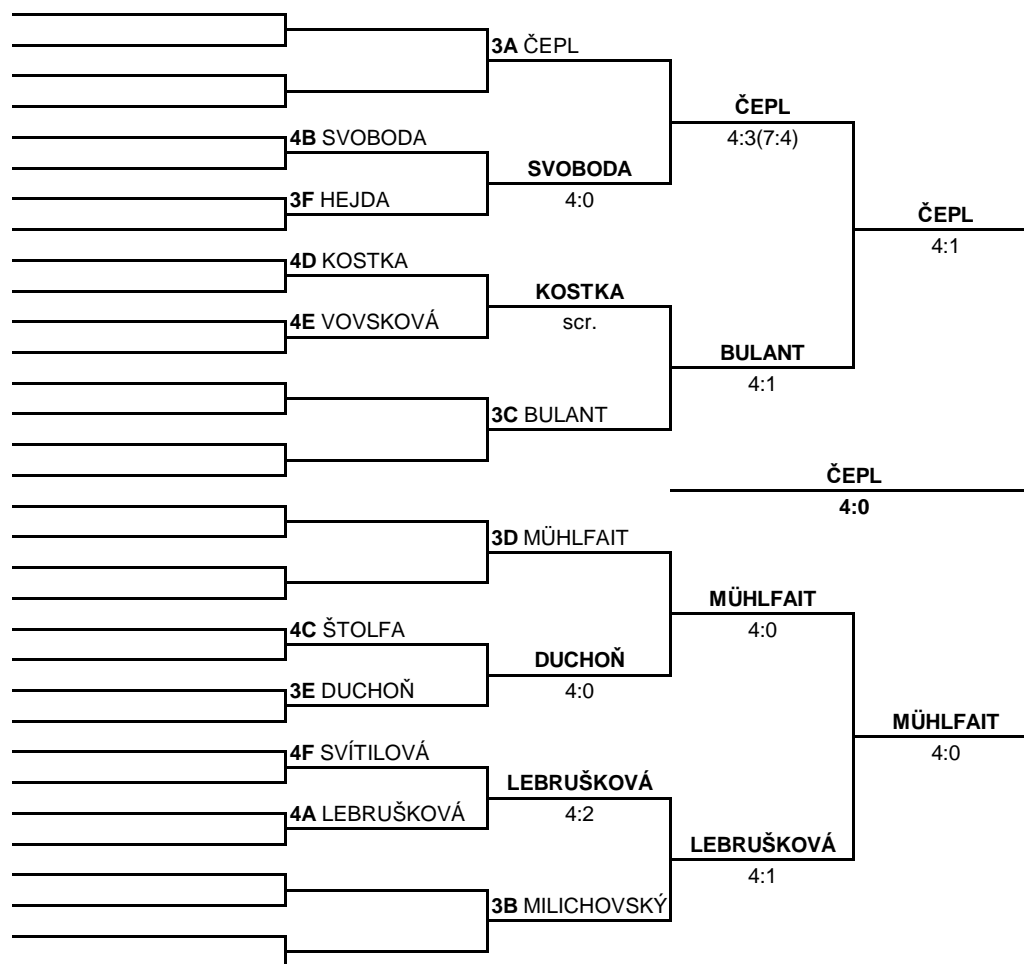 3A ČEPL
ČEPL
4:3(7:4)
4B SVOBODA
SVOBODA
4:0
3F HEJDA
ČEPL
4:1
4D KOSTKA
KOSTKA
scr.
4E VOVSKOVÁ
BULANT
4:1
3C BULANT
ČEPL
4:0
3D MÜHLFAIT
MÜHLFAIT
4:0
4C ŠTOLFA
DUCHOŇ
4:0
3E DUCHOŇ
MÜHLFAIT
4:0
4F SVÍTILOVÁ
LEBRUŠKOVÁ
4:2
4A LEBRUŠKOVÁ
LEBRUŠKOVÁ
4:1
3B MILICHOVSKÝ